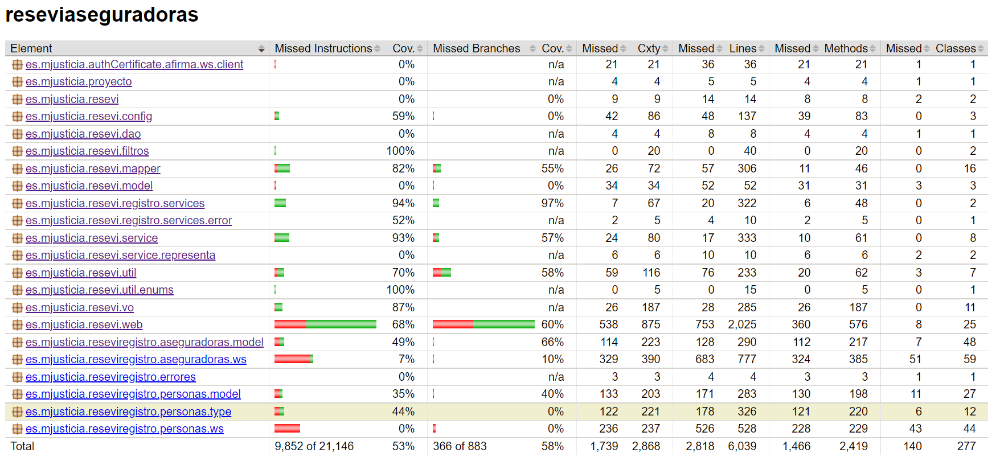 reseviaseguradoras
Element Missed Instructions Cov. Missed Branches Cov. Missed Cxty Missed Lines Missed Methods Missed Classes
es.mjusticia.authCertificate.afirma.ws.client 0% n/a 21 21 36 36 21 21 1 1
es.mjusticia.proyecto 0% n/a 4 4 5 5 4 4 1 1
es.mjusticia.resevi 0% n/a 9 9 14 14 8 8 2 2
es.mjusticia.resevi.config 59% 0% 42 86 48 137 39 83 0 3
es.mjusticia.resevi.dao 0% n/a 4 4 8 8 4 4 1 1
es.mjusticia.resevi.filtros 100% n/a 0 20 0 40 0 20 0 2
es.mjusticia.resevi.mapper 82% 55% 26 72 57 306 11 46 0 16
es.mjusticia.resevi.model 0% 0% 34 34 52 52 31 31 3 3
es.mjusticia.resevi.registro.services 94% 97% 7 67 20 322 6 48 0 2
es.mjusticia.resevi.registro.services.error 52% n/a 2 5 4 10 2 5 0 1
es.mjusticia.resevi.service 93% 57% 24 80 17 333 10 61 0 8
es.mjusticia.resevi.service.representa 0% n/a 6 6 10 10 6 6 2 2
es.mjusticia.resevi.util 70% 58% 59 116 76 233 20 62 3 7
es.mjusticia.resevi.util.enums 100% n/a 0 5 0 15 0 5 0 1
es.mjusticia.resevi.vo 87% n/a 26 187 28 285 26 187 0 11
es.mjusticia.resevi.web 68% 60% 538 875 753 2,025 360 576 8 25
es.mjusticia.reseviregistro.aseguradoras.model 49% 66% 114 223 128 290 112 217 7 48
es.mjusticia.reseviregistro.aseguradoras.ws 7% 10% 329 390 683 777 324 385 51 59
es.mjusticia.reseviregistro.errores 0% n/a 3 3 4 4 3 3 1 1
es.mjusticia.reseviregistro.personas.model 35% 40% 133 203 171 283 130 198 11 27
es.mjusticia.reseviregistro.personas.type 44% 0% 122 221 178 326 121 220 6 12
es.mjusticia.reseviregistro.personas.ws 0% 0% 236 237 526 528 228 229 43 44
Total 9,852 of 21,146 53% 366 of 883 58% 1,739 2,868 2,818 6,039 1,466 2,419 140 277